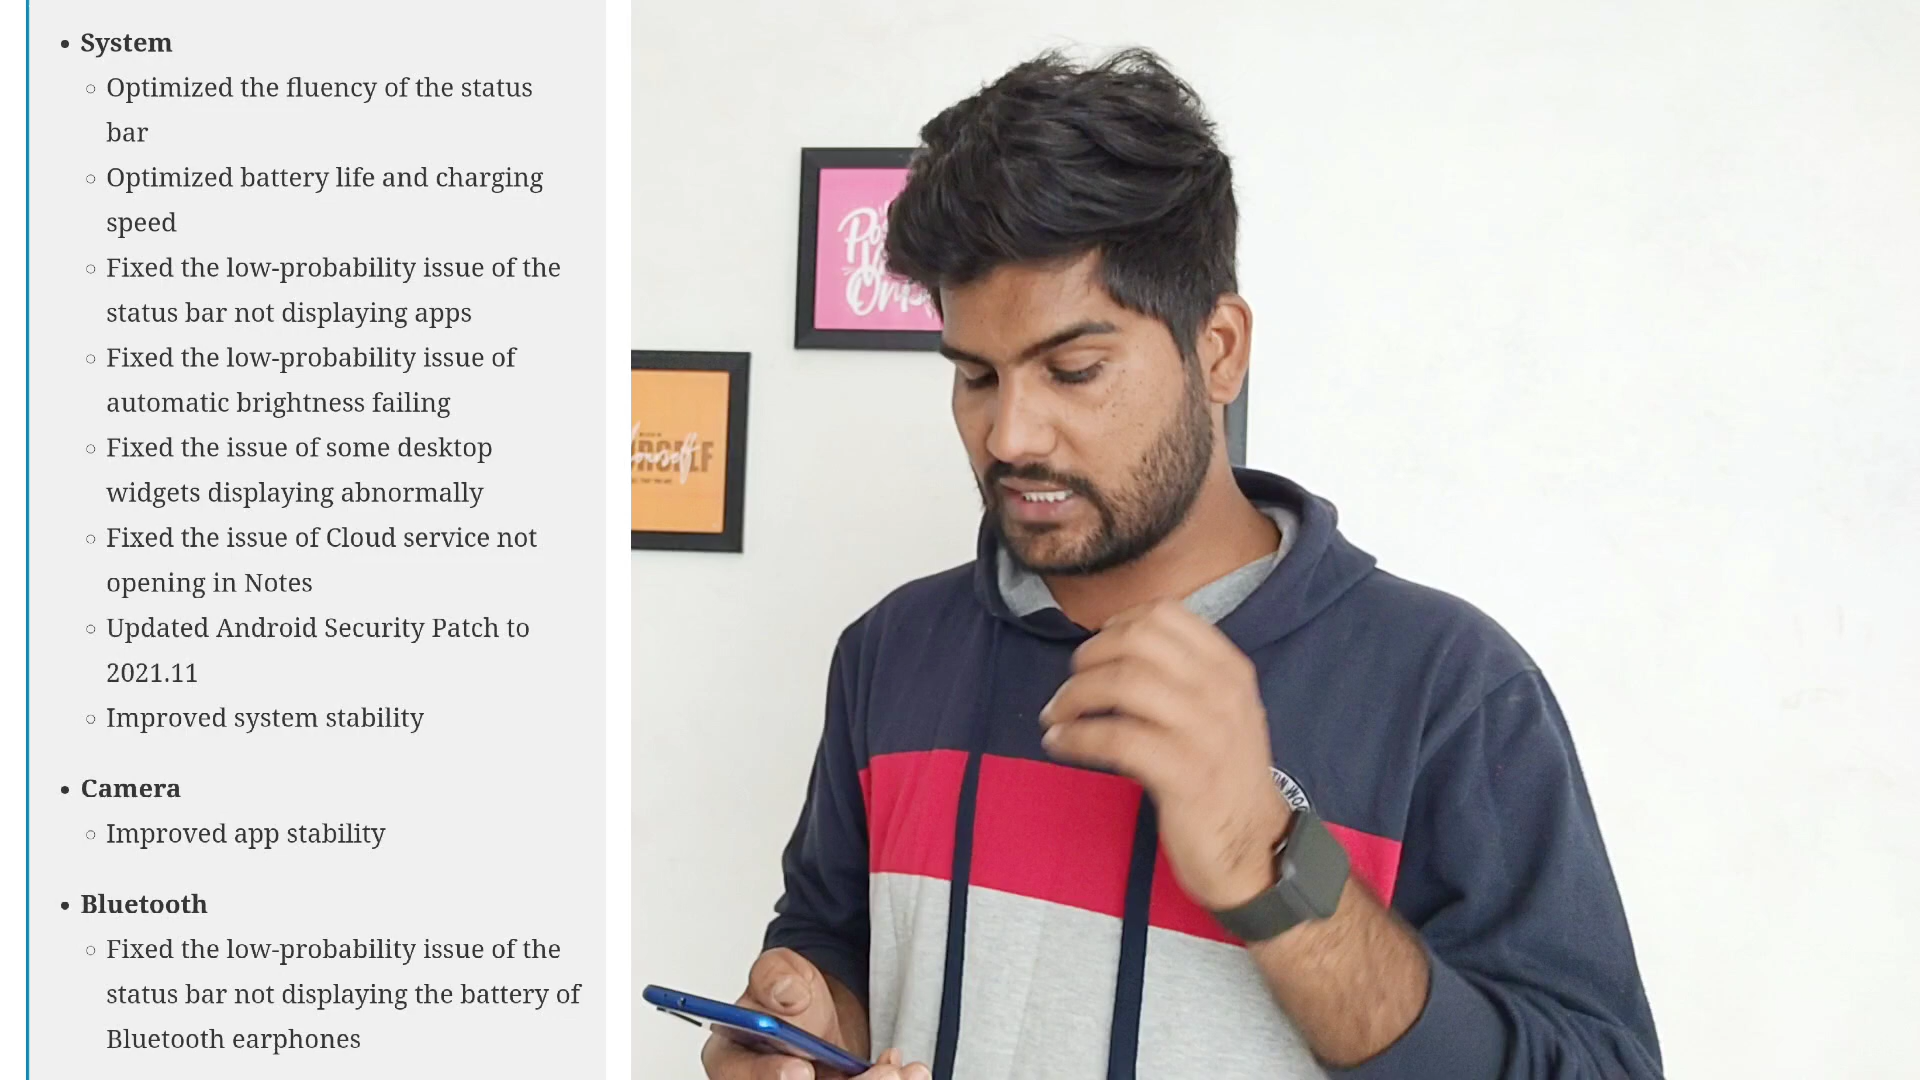 System
Optimized the fluency of the status
bar
Optimized battery life and charging
speed
Fixed the low-probability issue of the
status bar not displaying apps
Fixed the low-probability issue of
automatic brightness failing
Fixed the issue of some desktop
widgets displaying abnormally
Fixed the issue of Cloud service not
opening in Notes
Updated Android Security Patch to
2021.11
Improved system stability
Camera
Improved app stability
Bluetooth
Fixed the low-probability issue of the
status bar not displaying the battery of
Bluetooth earphones